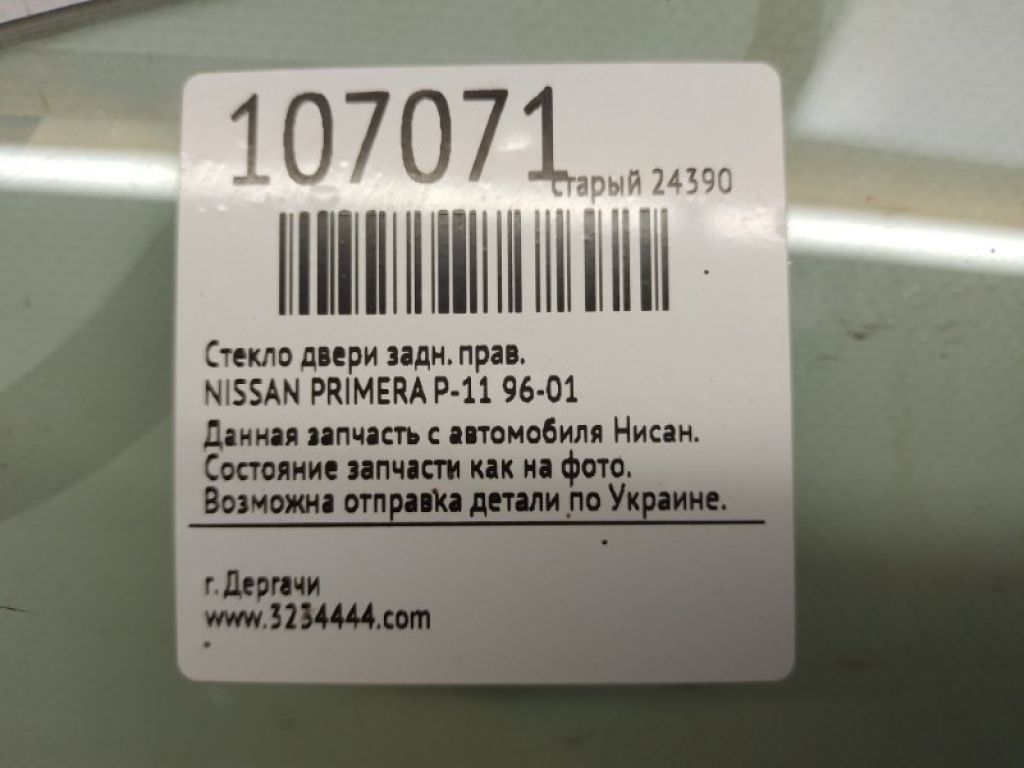 107071
старый 24390
Стекло двери задн. прав.
NISSAN PRIMERA P-11 96-01
Данная запчасть с автомобиля Нисан.
Состояние запчасти как на фото.
Возможна отправка детали по Украине.
г. Дергачи
www.3234444.com